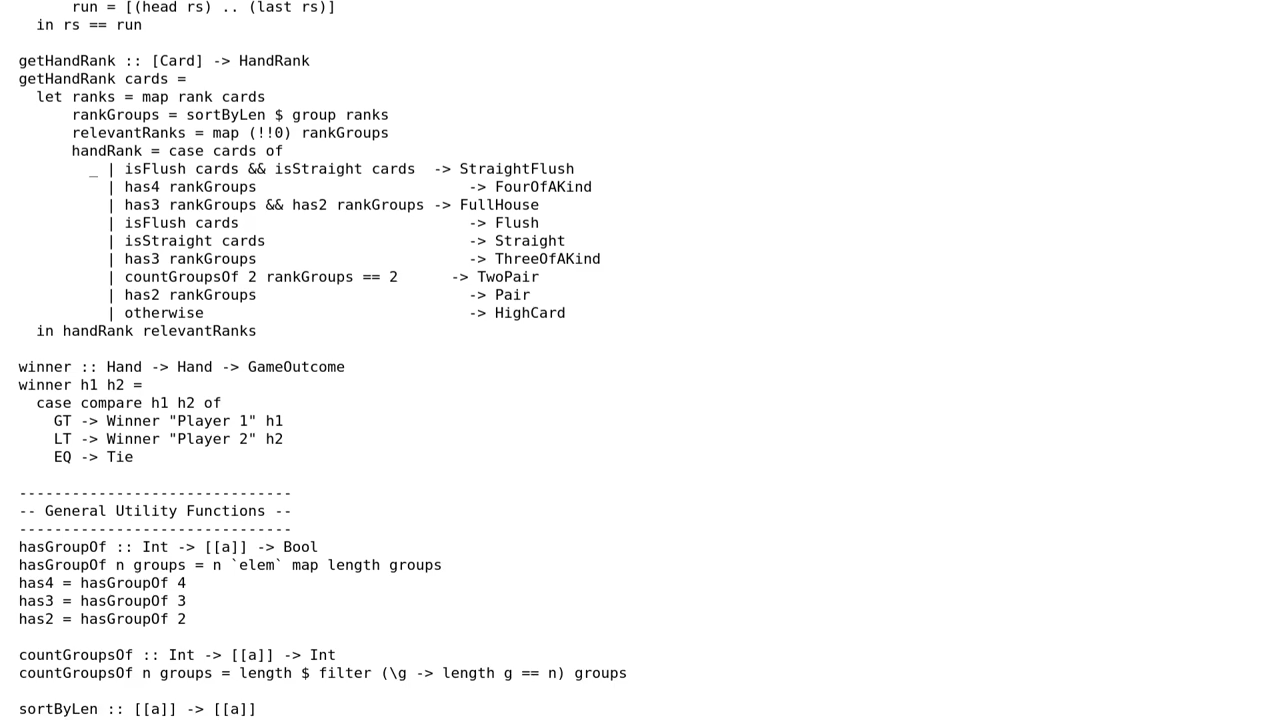 run = [(head rs) .. (last rs)]
  in rs == run

getHandRank :: [Card] -> HandRank
getHandRank cards =
  let ranks = map rank cards
      rankGroups = sortByLen $ group ranks
      relevantRanks = map (!!0) rankGroups
      handRank = case cards of
        _ | isFlush cards && isStraight cards  -> StraightFlush
          | has4 rankGroups                        -> FourOfAKind
          | has3 rankGroups && has2 rankGroups -> FullHouse
          | isFlush cards                          -> Flush
          | isStraight cards                       -> Straight
          | has3 rankGroups                        -> ThreeOfAKind
          | countGroupsOf 2 rankGroups == 2      -> TwoPair
          | has2 rankGroups                        -> Pair
          | otherwise                              -> HighCard
  in handRank relevantRanks

winner :: Hand -> Hand -> GameOutcome
winner h1 h2 =
  case compare h1 h2 of
    GT -> Winner "Player 1" h1
    LT -> Winner "Player 2" h2
    EQ -> Tie

-------------------------------
-- General Utility Functions --
-------------------------------
hasGroupOf :: Int -> [[a]] -> Bool
hasGroupOf n groups = n `elem` map length groups
has4 = hasGroupOf 4
has3 = hasGroupOf 3
has2 = hasGroupOf 2

countGroupsOf :: Int -> [[a]] -> Int
countGroupsOf n groups = length $ filter (\g -> length g == n) groups

sortByLen :: [[a]] -> [[a]]